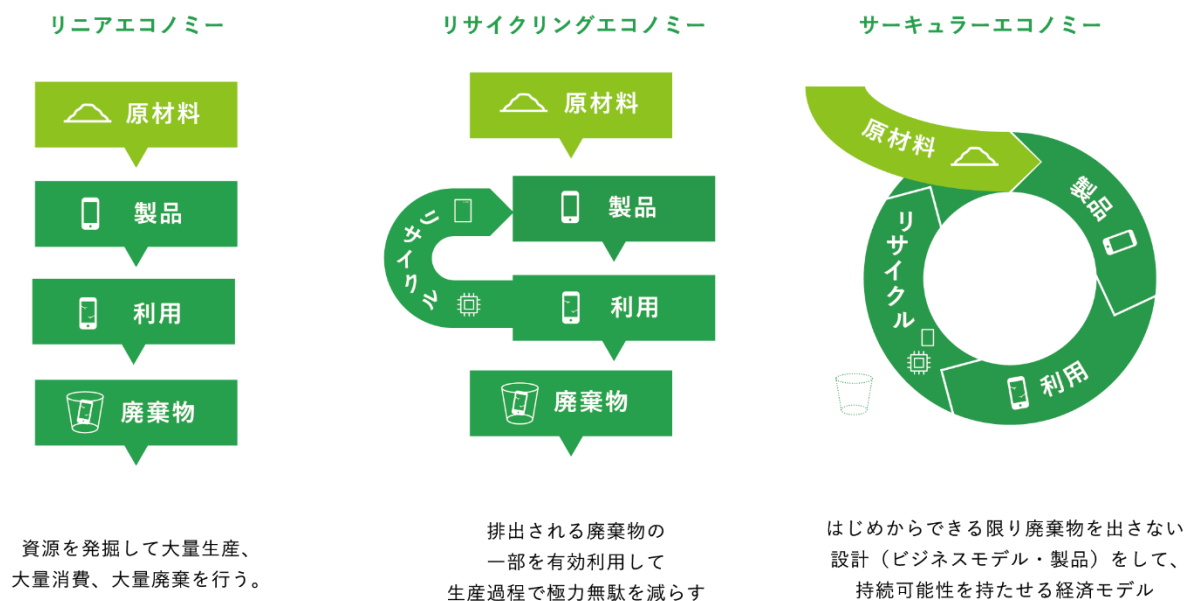 リニアエコノミー
原材料
製品
利用
廃棄物
資源を発掘して大量生産、
大量消費、大量廃棄を行う。
リサイクリングエコノミー
原材料
製品
リサイクル
利用
廃棄物
排出される廃棄物の
一部を有効利用して
生産過程で極力無駄を減らす
サーキュラーエコノミー
原材料
製品
利用
リサイクル
はじめからできる限り廃棄物を出さない
設計（ビジネスモデル・製品）をして、
持続可能性を持たせる経済モデル